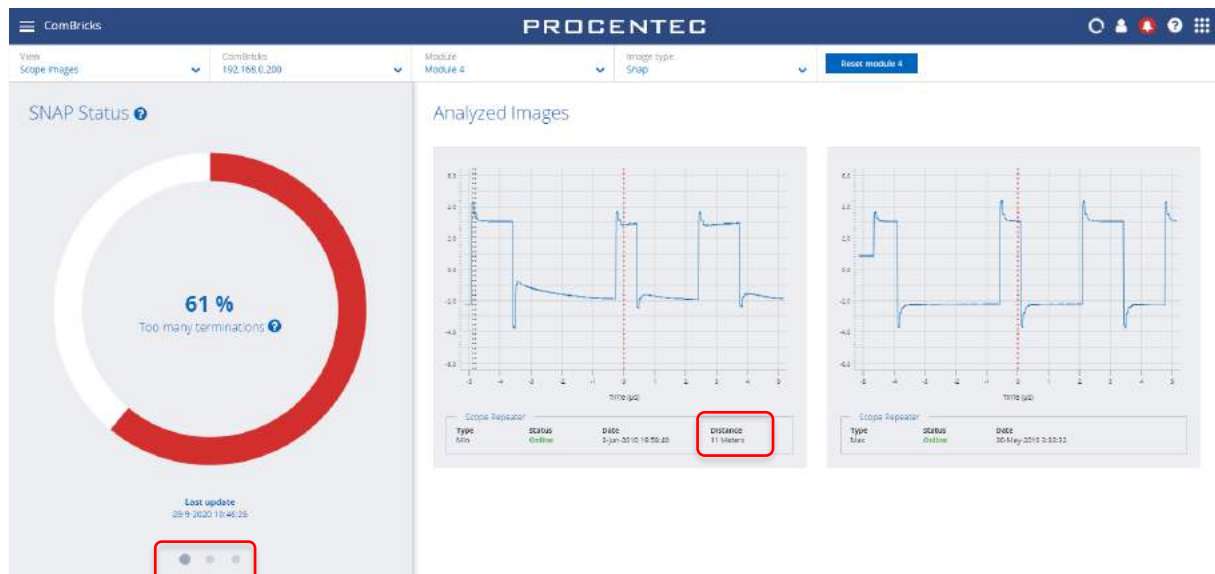 ComBricks
PROCENTEC
View
Scope Images
ComBricks
192.168.0.200
Module
Module 4
Image type
Snap
Reset module 4
SNAP Status
61 %
Too many terminations
Last update
28-9-2020 10:46:26
Analyzed Images
Time (µs)
Scope Repeater
Type Status Date Distance
Min Online 11 Meters
Time (µs)
Scope Repeater
Type Status Date
Max Online